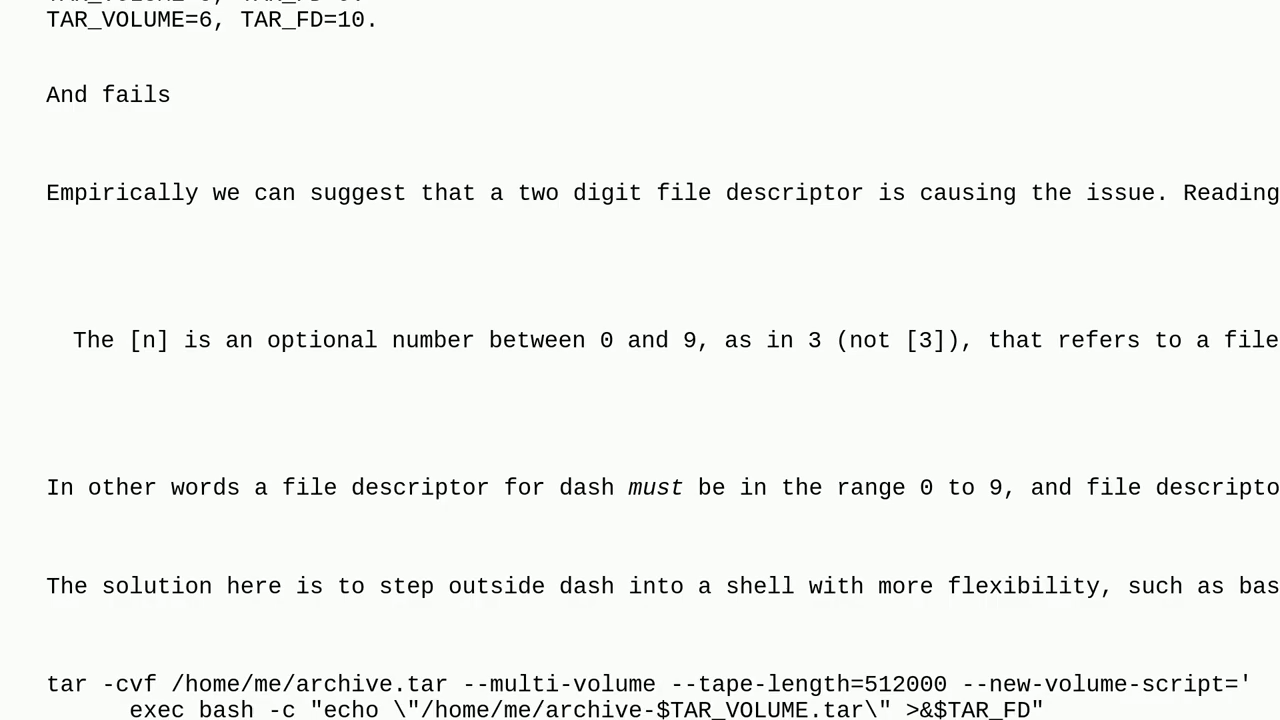 TAR_VOLUME=6, TAR_FD=10.
And fails
Empirically we can suggest that a two digit file descriptor is causing the issue. Reading
The [n] is an optional number between 0 and 9, as in 3 (not [3]), that refers to a file
In other words a file descriptor for dash must be in the range 0 to 9, and file descripto
The solution here is to step outside dash into a shell with more flexibility, such as bas
tar -cvf /home/me/archive.tar --multi-volume --tape-length=512000 --new-volume-script='
exec bash -c "echo \"/home/me/archive-$TAR_VOLUME.tar\" >&$TAR_FD"